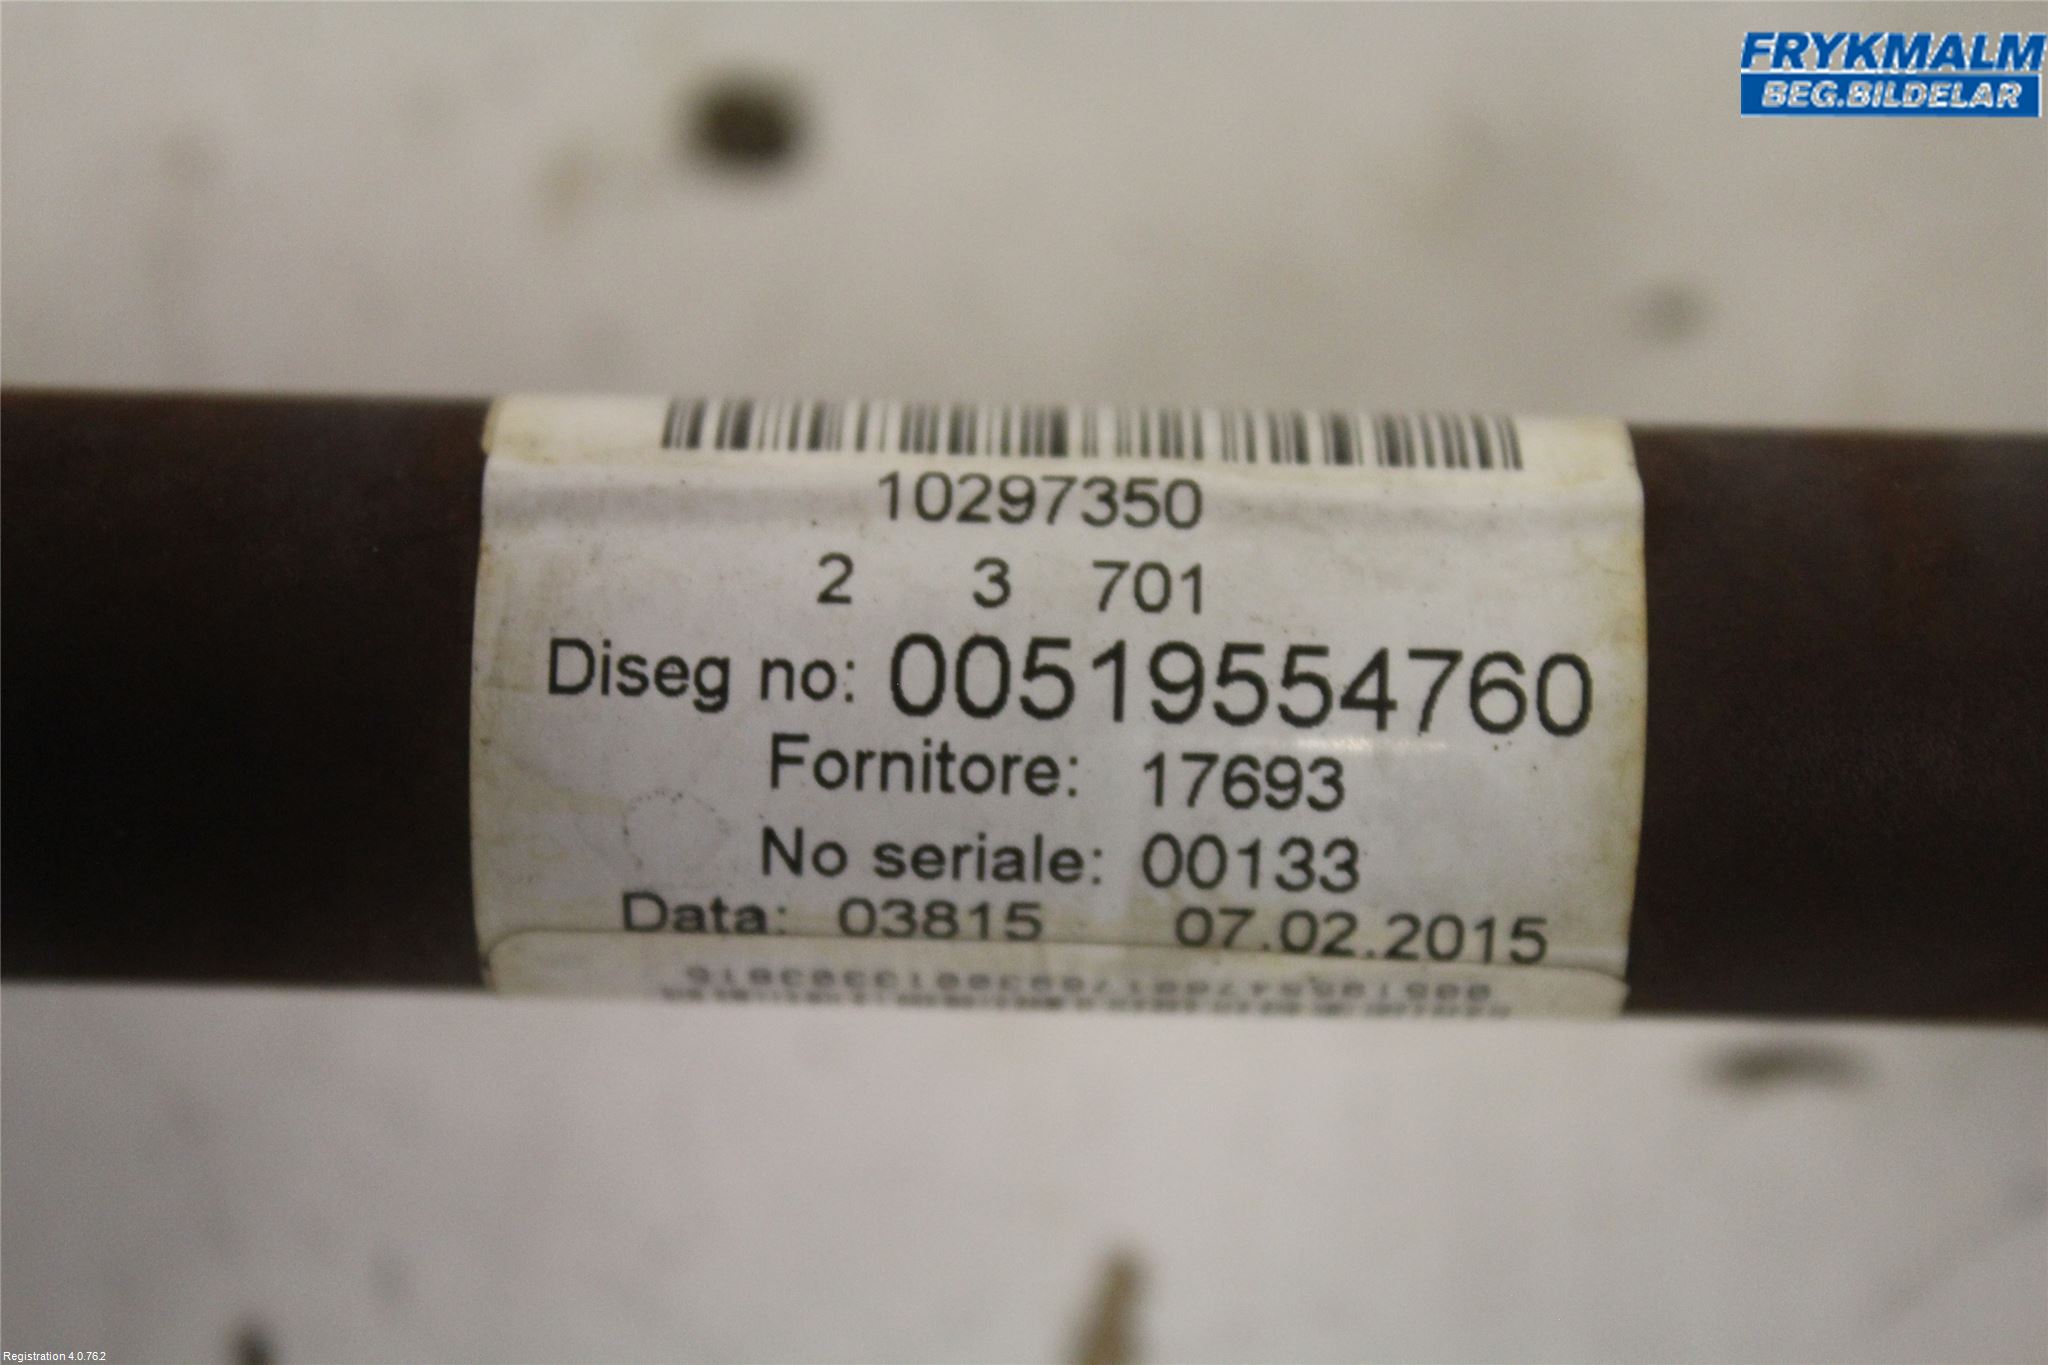 FRYKMALM
BEG.BILDELAR
10297350
2 3 701
Diseg no: 00519554760
Fornitore: 17693
No seriale: 00133
Data: 03815 07.02.2015
Registration 4.0.762